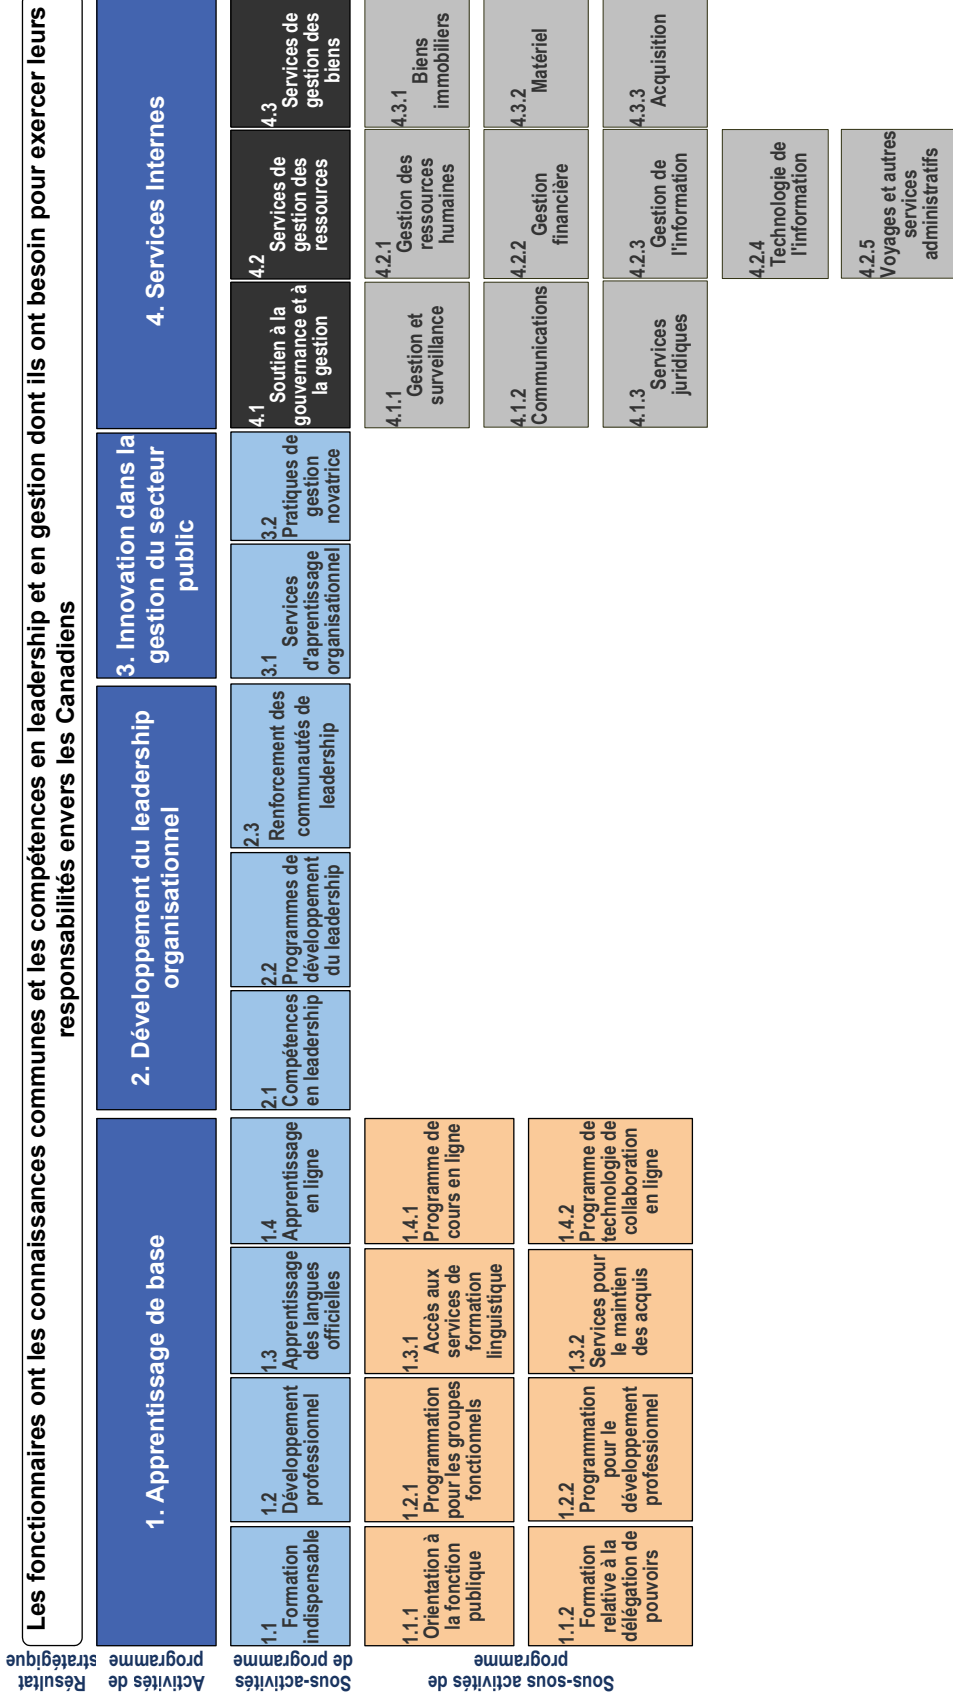 Résultat
stratégique
Les fonctionnaires ont les connaissances communes et les compétences en leadership et en gestion dont ils ont besoin pour exercer leurs
responsabilités envers les Canadiens
Activités de
programme
1. Apprentissage de base
2. Développement du leadership
organisationnel
3. Innovation dans la
gestion du secteur
public
4. Services Internes
Sous-activités
de programme
1.1
Formation
indispensable
1.2
Développement
professionnel
1.3
Apprentissage
des langues
officielles
1.4
Apprentissage
en ligne
2.1
Compétences
en leadership
2.2
Programmes de
développement
du leadership
2.3
Renforcement des
communautés de
leadership
3.1
Services
d'aprentissage
organisationnel
3.2
Pratiques de
gestion
novatrice
4.1
Soutien à la
gouvernance et à
la gestion
4.2
Services de
gestion des
ressources
4.3
Services de
gestion des
biens
Sous-sous activités de
programme
1.1.1
Orientation à
la fonction
publique
1.2.1
Programmation
pour les groupes
fonctionnels
1.3.1
Accès aux
services de
formation
linguistique
1.4.1
Programme de
cours en ligne
4.1.1
Gestion et
surveillance
4.2.1
Gestion des
ressources
humaines
4.3.1
Biens
immobiliers
1.1.2
Formation
relative à la
délégation de
pouvoirs
1.2.2
Programmation
pour le
développement
professionnel
1.3.2
Services pour
le maintien
des acquis
1.4.2
Programme de
technologie de
collaboration
en ligne
4.1.2
Communications
4.2.2
Gestion
financière
4.3.2
Matériel
4.1.3
Services
juridiques
4.2.3
Gestion de
l'information
4.3.3
Acquisition
4.2.4
Technologie de
l'information
4.2.5
Voyages et autres
services
administratifs